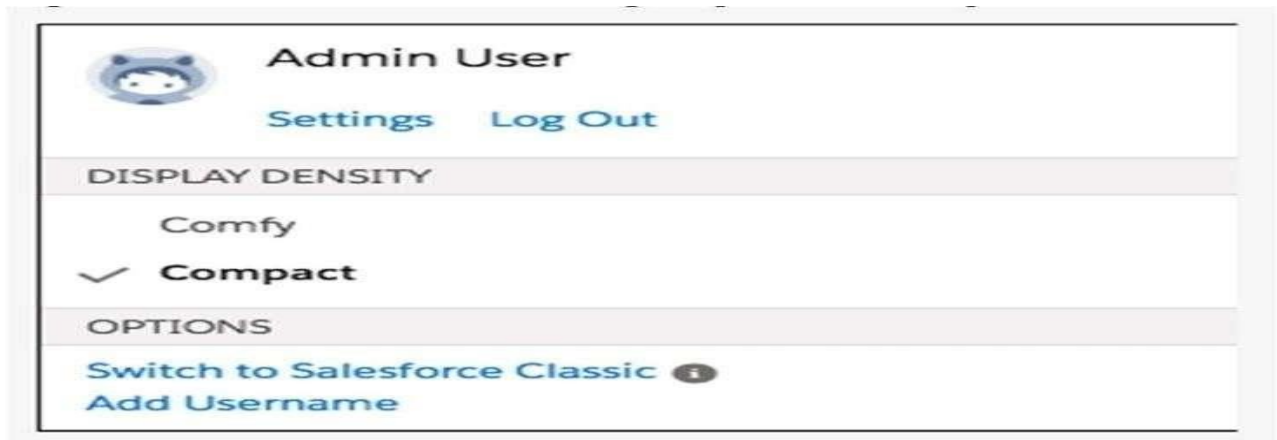 Admin User
Settings Log Out
DISPLAY DENSITY
Comfy
Compact
OPTIONS
Switch to Salesforce Classic
Add Username